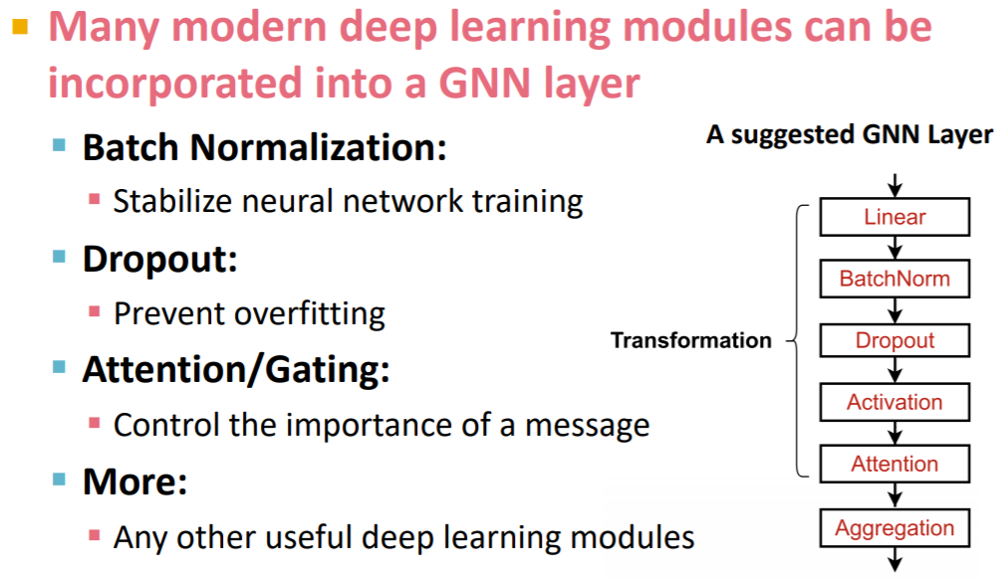 Many modern deep learning modules can be
incorporated into a GNN layer
Batch Normalization:
Stabilize neural network training
Dropout:
Prevent overfitting
Attention/Gating:
Control the importance of a message
More:
Any other useful deep learning modules
A suggested GNN Layer
Transformation
Linear
BatchNorm
Dropout
Activation
Attention
Aggregation